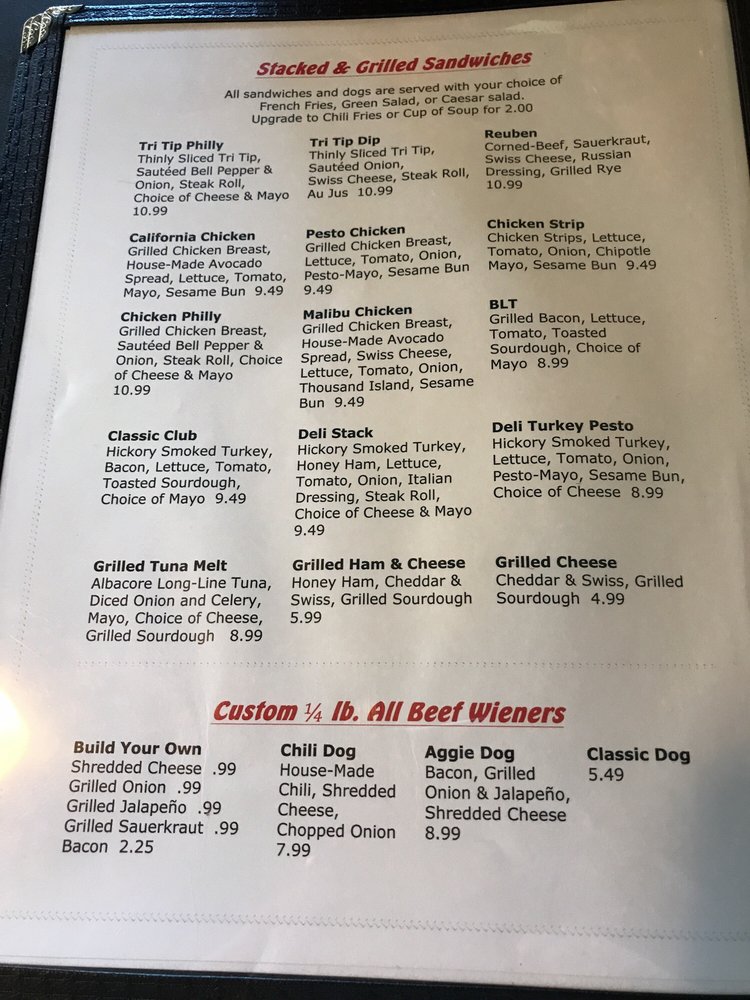 Stacked & Grilled Sandwiches
All sandwiches and dogs are served with your choice of
French Fries, Green Salad, or Caesar salad.
Upgrade to Chili Fries or Cup of Soup for 2.00
Tri Tip Philly
Thinly Sliced Tri Tip,
Sautéed Bell Pepper &
Onion, Steak Roll,
Choice of Cheese & Mayo
10.99
Tri Tip Dip
Thinly Sliced Tri Tip,
Sautéed Onion,
Swiss Cheese, Steak Roll,
Au Jus 10.99
Reuben
Corned-Beef, Sauerkraut,
Swiss Cheese, Russian
Dressing, Grilled Rye
10.99
California Chicken
Grilled Chicken Breast,
House-Made Avocado
Spread, Lettuce, Tomato,
Mayo, Sesame Bun 9.49
Pesto Chicken
Grilled Chicken Breast,
Lettuce, Tomato, Onion,
Pesto-Mayo, Sesame Bun
9.49
Chicken Strip
Chicken Strips, Lettuce,
Tomato, Onion, Chipotle
Mayo, Sesame Bun 9.49
Chicken Philly
Grilled Chicken Breast,
Sautéed Bell Pepper &
Onion, Steak Roll, Choice
of Cheese & Mayo
10.99
Malibu Chicken
Grilled Chicken Breast,
House-Made Avocado
Spread, Swiss Cheese,
Lettuce, Tomato, Onion,
Thousand Island, Sesame
Bun 9.49
BLT
Grilled Bacon, Lettuce,
Tomato, Toasted
Sourdough, Choice of
Mayo 8.99
Classic Club
Hickory Smoked Turkey,
Bacon, Lettuce, Tomato,
Toasted Sourdough,
Choice of Mayo 9.49
Deli Stack
Hickory Smoked Turkey,
Honey Ham, Lettuce,
Tomato, Onion, Italian
Dressing, Steak Roll,
Choice of Cheese & Mayo
9.49
Deli Turkey Pesto
Hickory Smoked Turkey,
Lettuce, Tomato, Onion,
Pesto-Mayo, Sesame Bun,
Choice of Cheese 8.99
Grilled Tuna Melt
Albacore Long-Line Tuna,
Diced Onion and Celery,
Mayo, Choice of Cheese,
Grilled Sourdough 8.99
Grilled Ham & Cheese
Honey Ham, Cheddar &
Swiss, Grilled Sourdough
5.99
Grilled Cheese
Cheddar & Swiss, Grilled
Sourdough 4.99
Custom ¼ lb. All Beef Wieners
Build Your Own
Shredded Cheese .99
Grilled Onion .99
Grilled Jalapeño .99
Grilled Sauerkraut .99
Bacon 2.25
Chili Dog
House-Made
Chili, Shredded
Cheese,
Chopped Onion
7.99
Aggie Dog
Bacon, Grilled
Onion & Jalapeño,
Shredded Cheese
8.99
Classic Dog
5.49